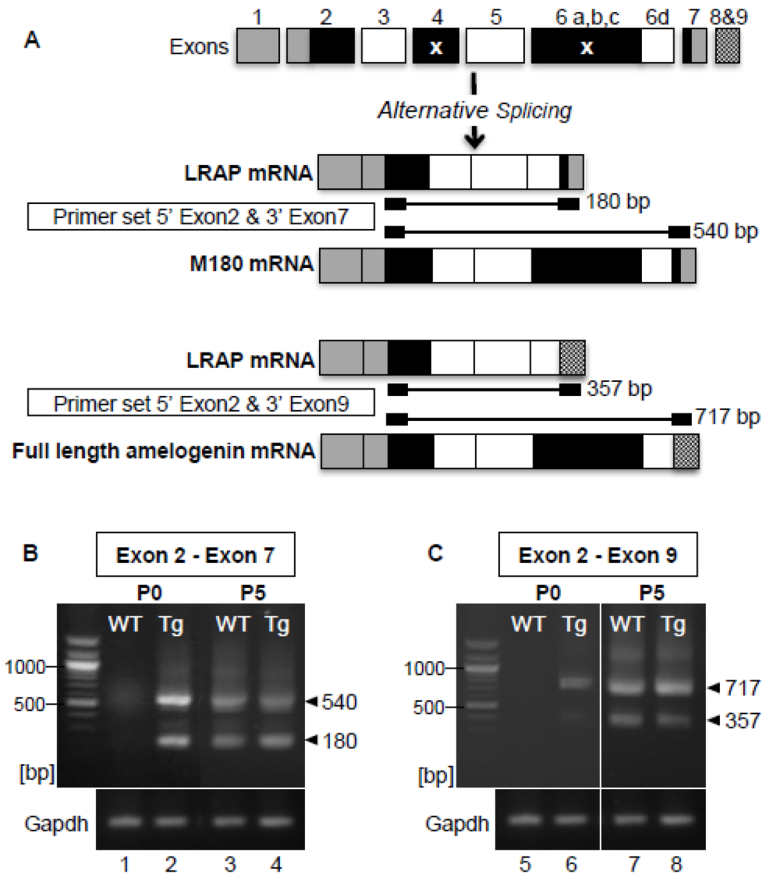 A
1 2 3 4 5 6 a,b,c 6d 7 8&9
Exons
x x
Alternative Splicing
LRAP mRNA
Primer set 5’ Exon2 & 3’ Exon7
180 bp
540 bp
M180 mRNA
LRAP mRNA
Primer set 5’ Exon2 & 3’ Exon9
357 bp
717 bp
Full length amelogenin mRNA
B
Exon 2 - Exon 7
P0 P5
WT Tg WT Tg
1000
500
540
180
[bp]
Gapdh
1 2 3 4
C
Exon 2 - Exon 9
P0 P5
WT Tg WT Tg
1000
500
717
357
[bp]
Gapdh
5 6 7 8